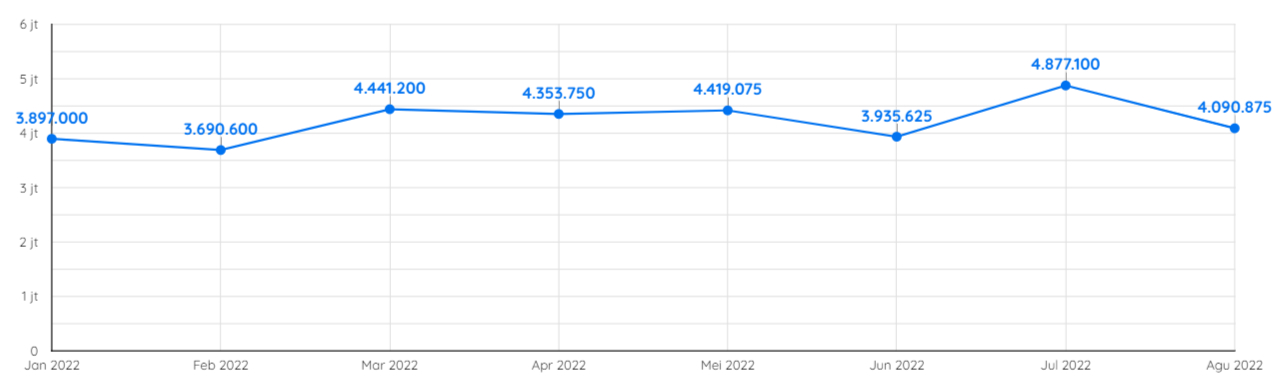 6 jt
5 jt
4 jt
3 jt
2 jt
1 jt
0
3.897.000
3.690.600
4.441.200
4.353.750
4.419.075
3.935.625
4.877.100
4.090.875
Jan 2022
Feb 2022
Mar 2022
Apr 2022
Mei 2022
Jun 2022
Jul 2022
Agu 2022